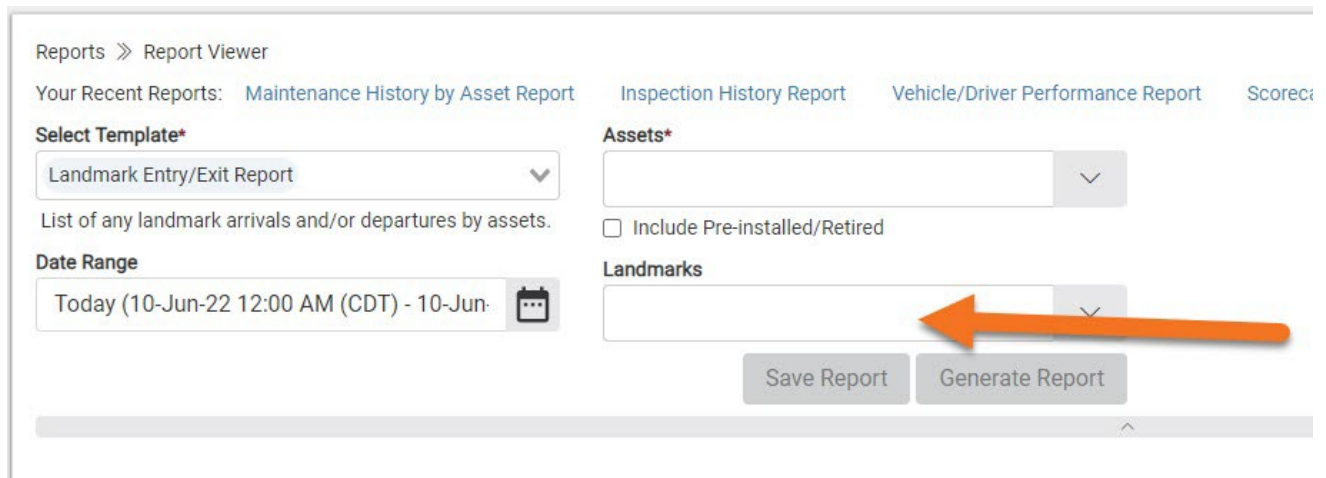 Reports » Report Viewer
Your Recent Reports: Maintenance History by Asset Report Inspection History Report Vehicle/Driver Performance Report
Select Template*
Landmark Entry/Exit Report
List of any landmark arrivals and/or departures by assets.
Date Range
Today (10-Jun-22 12:00 AM (CDT) - 10-Jun-
Assets*
Include Pre-installed/Retired
Landmarks
Save Report Generate Report